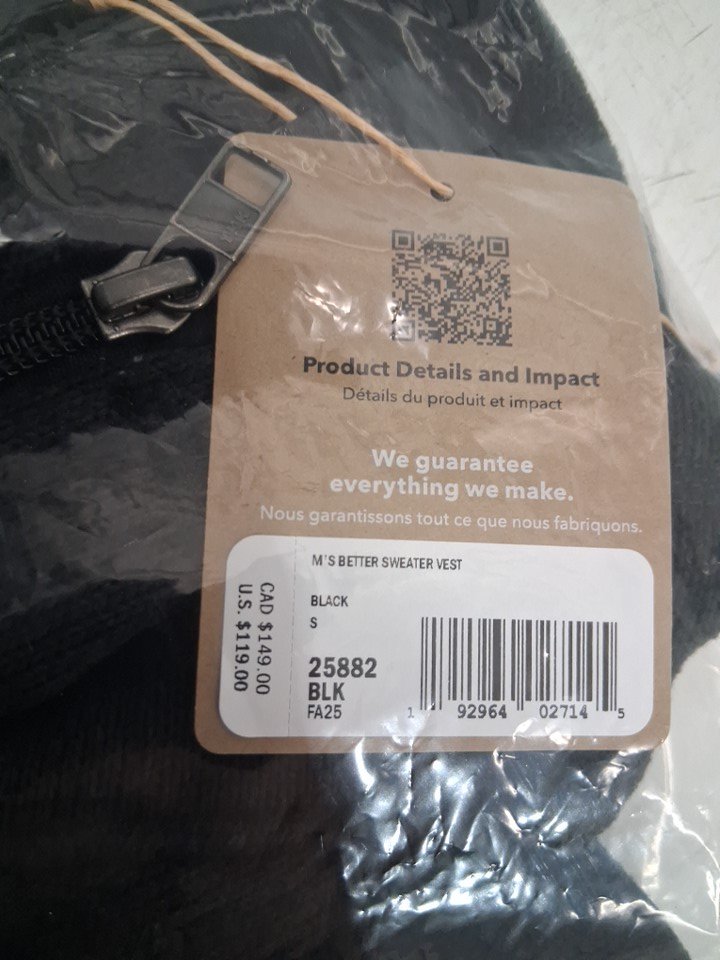 Product Details and Impact
Détails du produit et impact
We guarantee
everything we make.
Nous garantissons tout ce que nous fabriquons.
M'S BETTER SWEATER VEST
BLACK
S
25882
BLK
FA25
1 92964 02714 5
CAD $149.00
U.S. $119.00